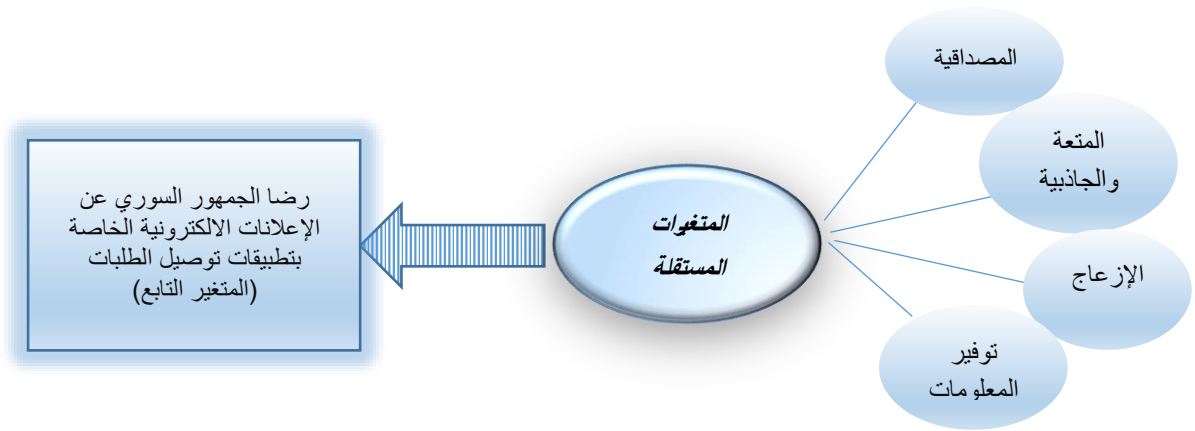 المصداقية
المتعة
والجاذبية
الإزعاج
توفير
المعلومات
المتغيرات
المستقلة
رضا الجمهور السوري عن
الإعلانات الالكترونية الخاصة
بتطبيقات توصيل الطلبات
(المتغير التابع)